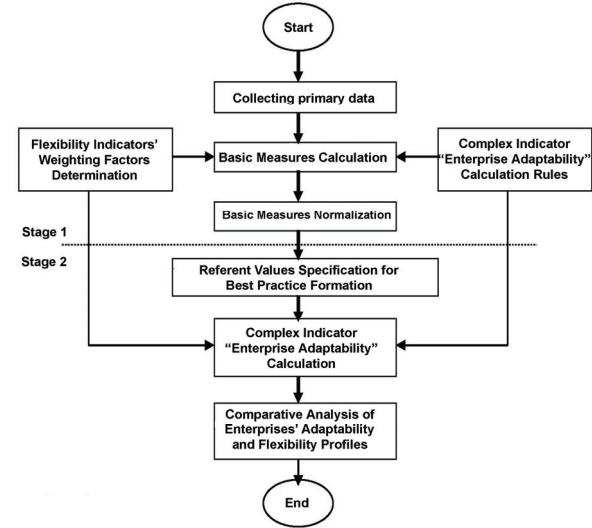 Start
Collecting primary data
Flexibility Indicators'
Weighting Factors
Determination
Basic Measures Calculation
Complex Indicator
"Enterprise Adaptability"
Calculation Rules
Basic Measures Normalization
Stage 1
Stage 2
Referent Values Specification for
Best Practice Formation
Complex Indicator
"Enterprise Adaptability"
Calculation
Comparative Analysis of
Enterprises' Adaptability
and Flexibility Profiles
End